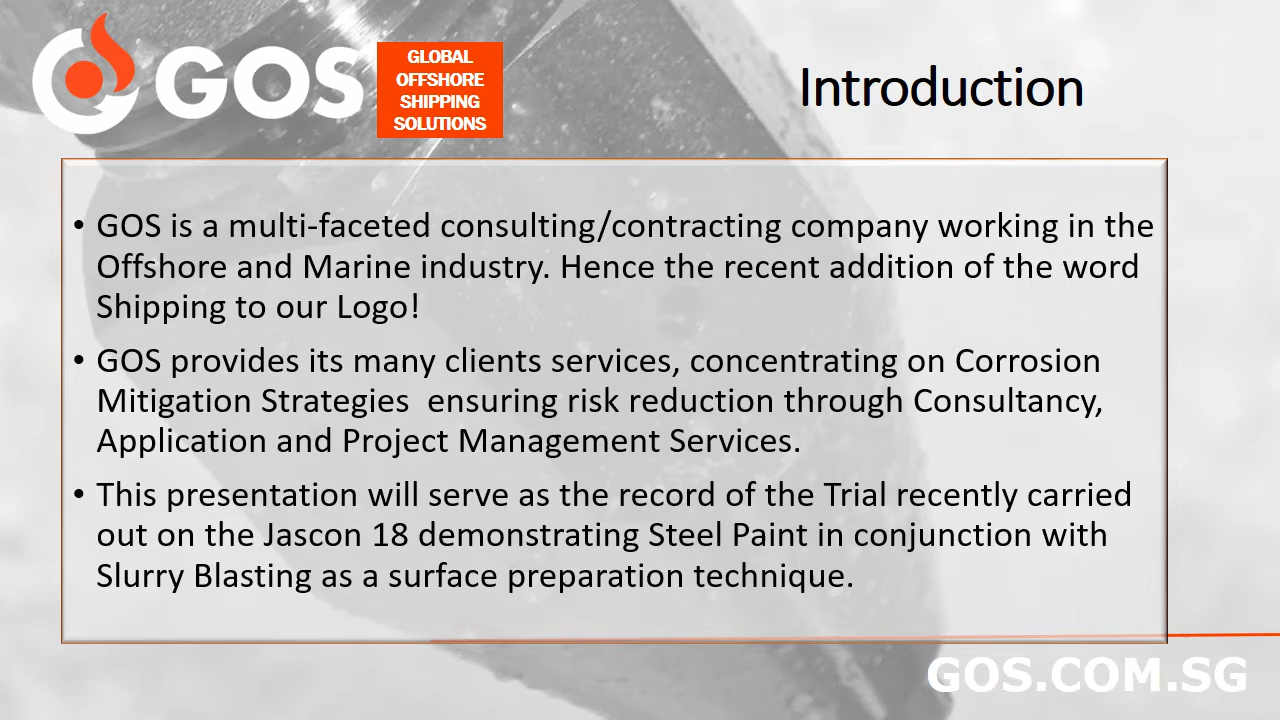 GOS
GLOBAL
OFFSHORE
SHIPPING
SOLUTIONS
Introduction
• GOS is a multi-faceted consulting/contracting company working in the
Offshore and Marine industry. Hence the recent addition of the word
Shipping to our Logo!
• GOS provides its many clients services, concentrating on Corrosion
Mitigation Strategies  ensuring risk reduction through Consultancy,
Application and Project Management Services.
• This presentation will serve as the record of the Trial recently carried
out on the Jascon 18 demonstrating Steel Paint in conjunction with
Slurry Blasting as a surface preparation technique.
GOS.COM.SG